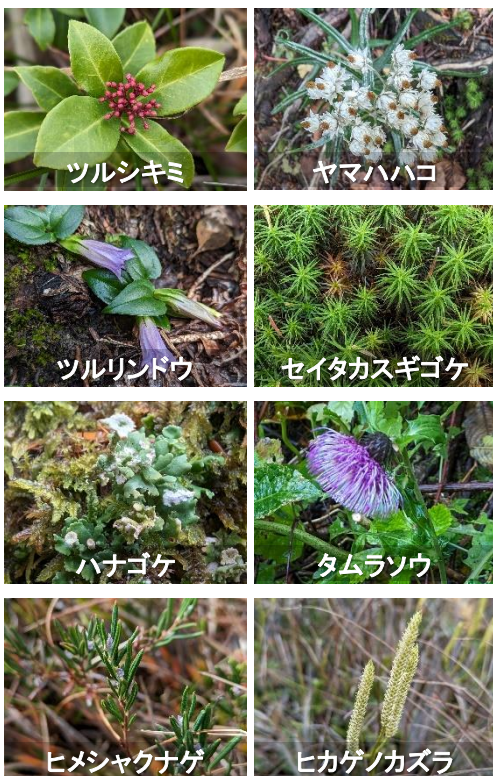 ツルシキミ
ヤマハハコ
ツルリンドウ
セイタカスギゴケ
ハナゴケ
タムラソウ
ヒメシャクナゲ
ヒカゲノカズラ